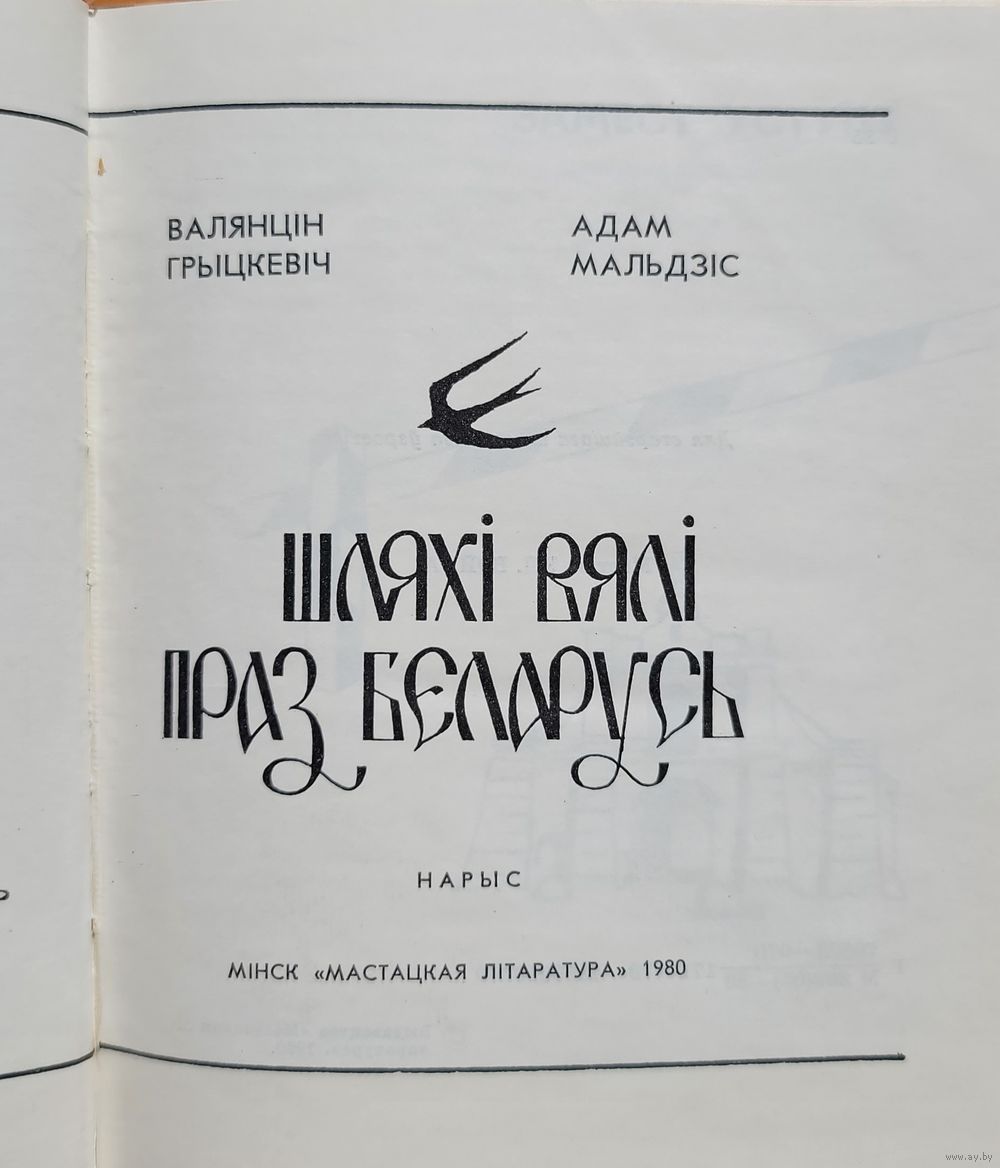 ВАЛЯНЦІН
ГРЫЦКЕВІЧ
АДАМ
МАЛЬДЗІС
ШЛЯХІ ВЯЛІ
ПРАЗ БЕЛАРУСЬ
НАРЫС
МІНСК «МАСТАЦКАЯ ЛІТАРАТУРА» 1980
www.ay.by